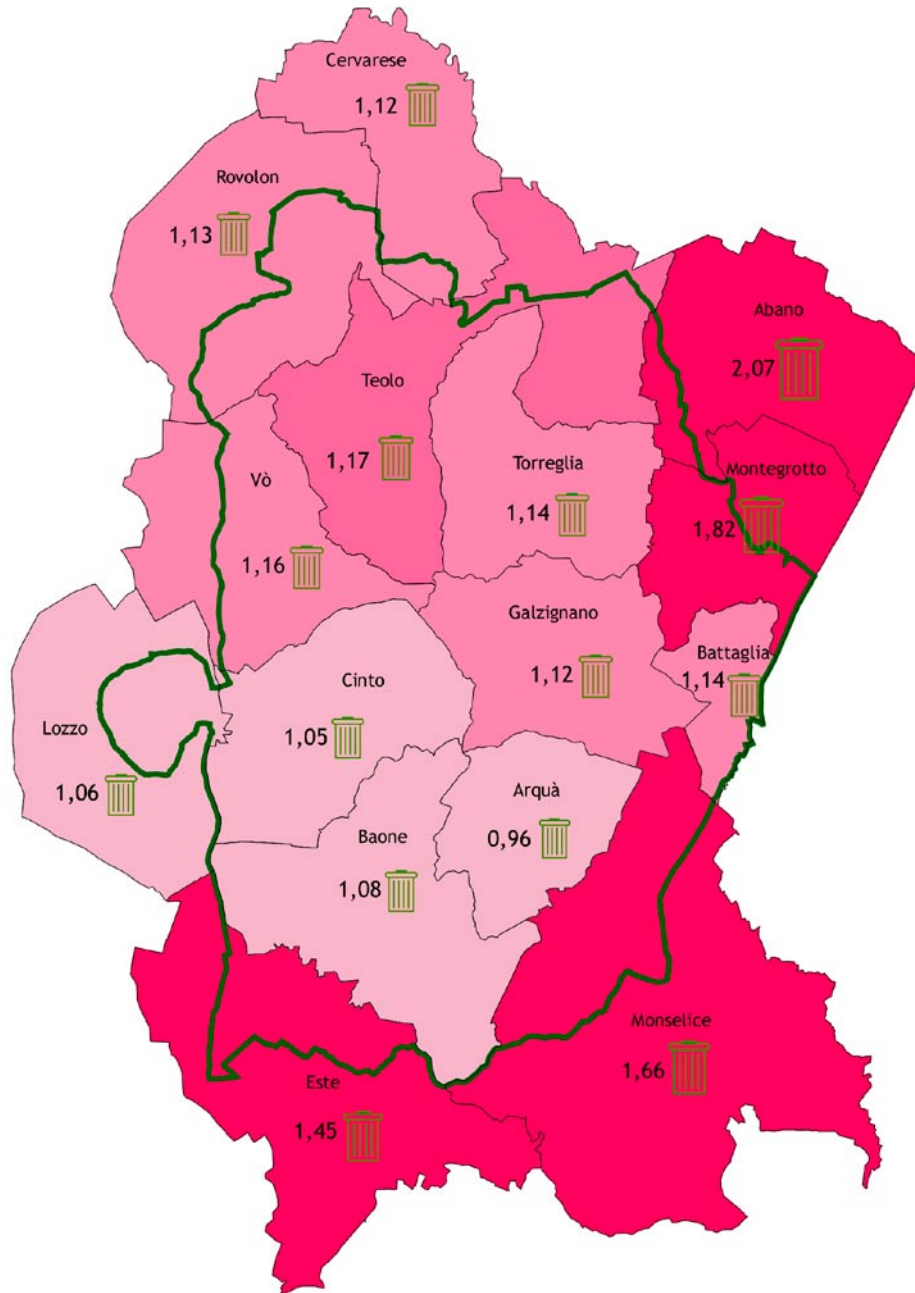 Cervarese
1,12
Rovolon
1,13
Abano
2,07
Teolo
1,17
Torreglia
1,14
Montegrotto
1,82
Vò
1,16
Galzignano
1,12
Battaglia
1,14
Cinto
1,05
Lozzo
1,06
Arquà
0,96
Baone
1,08
Monselice
1,66
Este
1,45